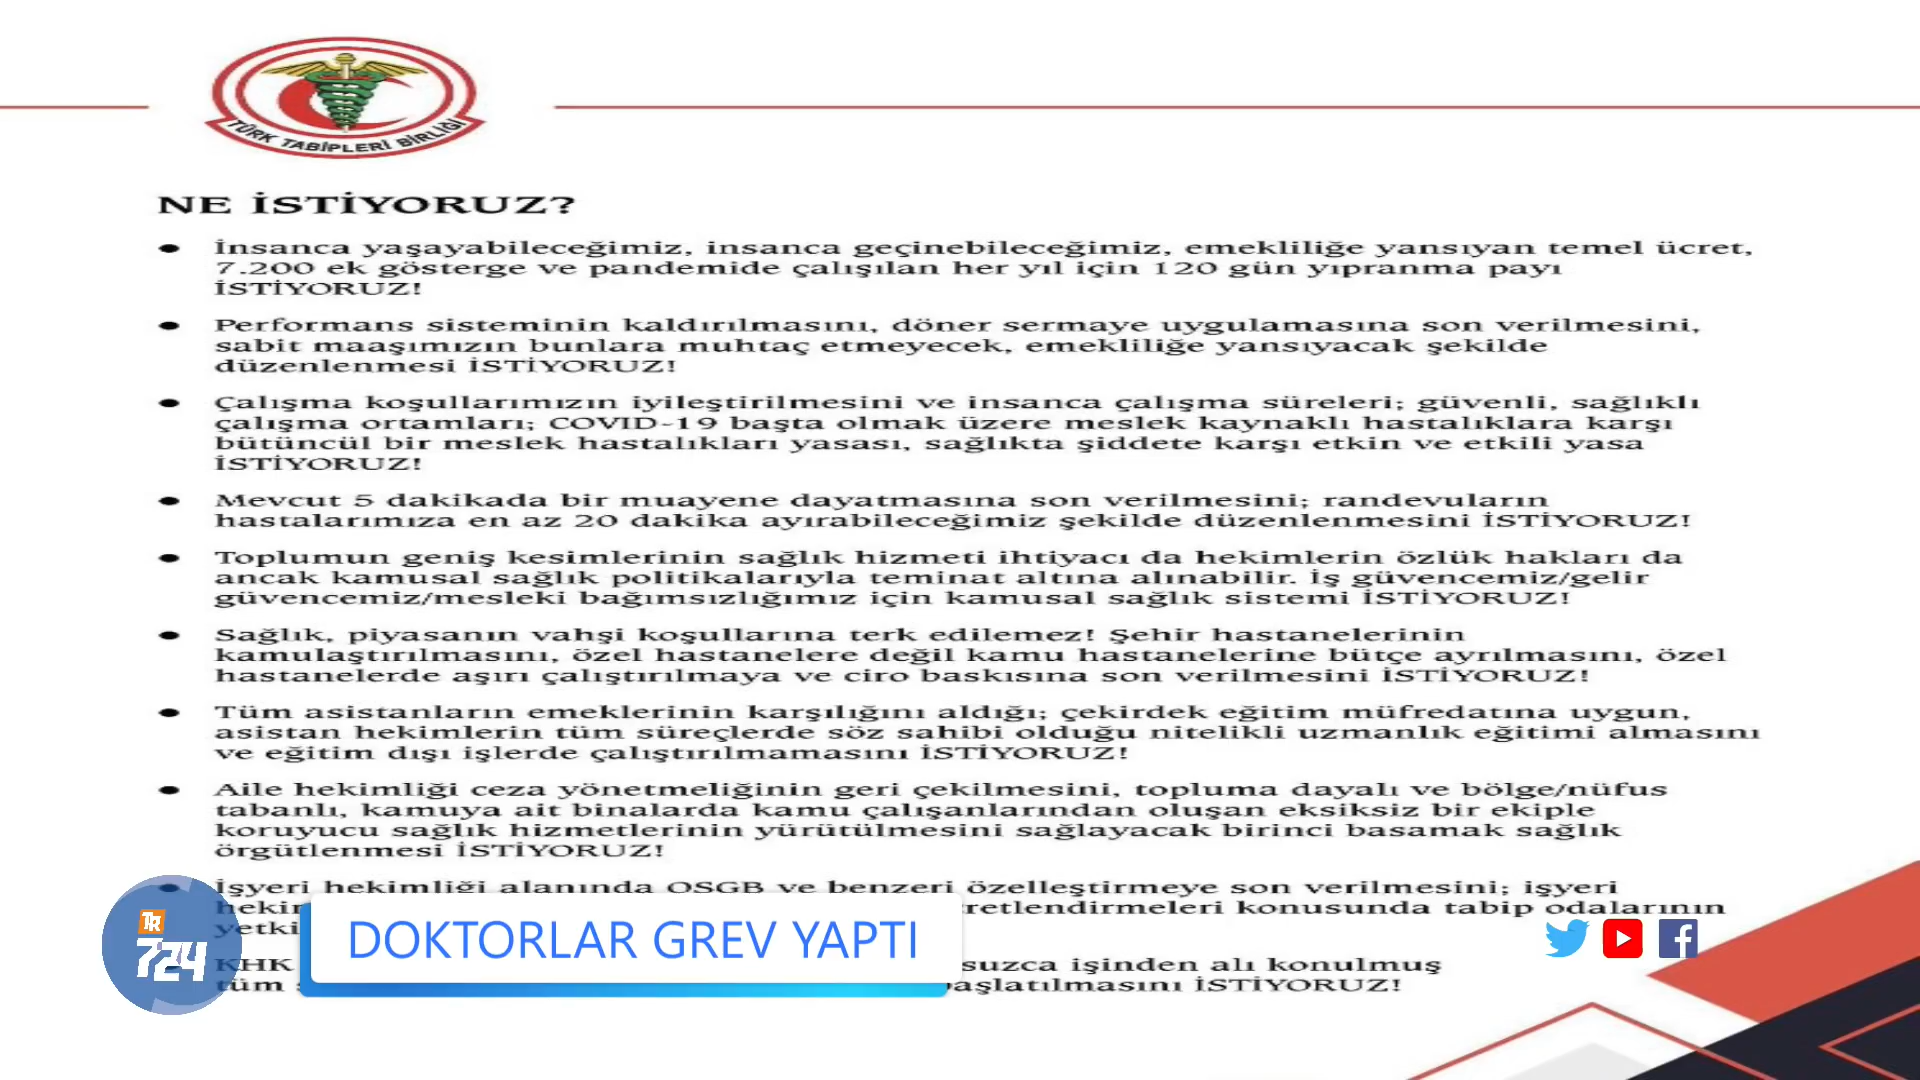 TÜRK TABİPLERİ BİRLİĞİ
NE İSTİYORUZ?
● İnsanca yaşayabileceğimiz, insanca geçinebileceğimiz, emekliliğe yansıyan temel ücret,
7.200 ek gösterge ve pandemide çalışılan her yıl için 120 gün yıpranma payı
İSTİYORUZ!
● Performans sisteminin kaldırılmasını, döner sermaye uygulamasına son verilmesini,
sabit maaşımızın bunlara muhtaç etmeyecek, emekliliğe yansıyacak şekilde
düzenlenmesi İSTİYORUZ!
● Çalışma koşullarımızın iyileştirilmesini ve insanca çalışma süreleri; güvenli, sağlıklı
çalışma ortamları; COVID-19 başta olmak üzere meslek kaynaklı hastalıklara karşı
bütüncül bir meslek hastalıkları yasası, sağlıkta şiddete karşı etkin ve etkili yasa
İSTİYORUZ!
● Mevcut 5 dakikada bir muayene dayatmasına son verilmesini; randevuların
hastalarımıza en az 20 dakika ayırabileceğimiz şekilde düzenlenmesini İSTİYORUZ!
● Toplumun geniş kesimlerinin sağlık hizmeti ihtiyacı da hekimlerin özlük hakları da
ancak kamusal sağlık politikalarıyla teminat altına alınabilir. İş güvencemiz/gelir
güvencemiz/mesleki bağımsızlığımız için kamusal sağlık sistemi İSTİYORUZ!
● Sağlık, piyasanın vahşi koşullarına terk edilemez! Şehir hastanelerinin
kamulaştırılmasını, özel hastanelere değil kamu hastanelerine bütçe ayrılmasını, özel
hastanelerde aşırı çalıştırılmaya ve ciro baskısına son verilmesini İSTİYORUZ!
● Tüm asistanların emeklerinin karşılığını aldığı; çekirdek eğitim müfredatına uygun,
asistan hekimlerin tüm süreçlerde söz sahibi olduğu nitelikli uzmanlık eğitimi almasını
ve eğitim dışı işlerde çalıştırılmamasını İSTİYORUZ!
● Aile hekimliği ceza yönetmeliğinin geri çekilmesini, topluma dayalı ve bölge/nüfus
tabanlı, kamuya ait binalarda kamu çalışanlarından oluşan eksiksiz bir ekiple
koruyucu sağlık hizmetlerinin yürütülmesini sağlayacak birinci basamak sağlık
örgütlenmesi İSTİYORUZ!
● İşyeri hekimliği alanında OSGB ve benzeri özelleştirmeye son verilmesini; işyeri
konusunda tabip odalarının
KHK işinden alı konulmuş
tüm İSTİYORUZ!
TR
724
DOKTORLAR GREV YAPTI